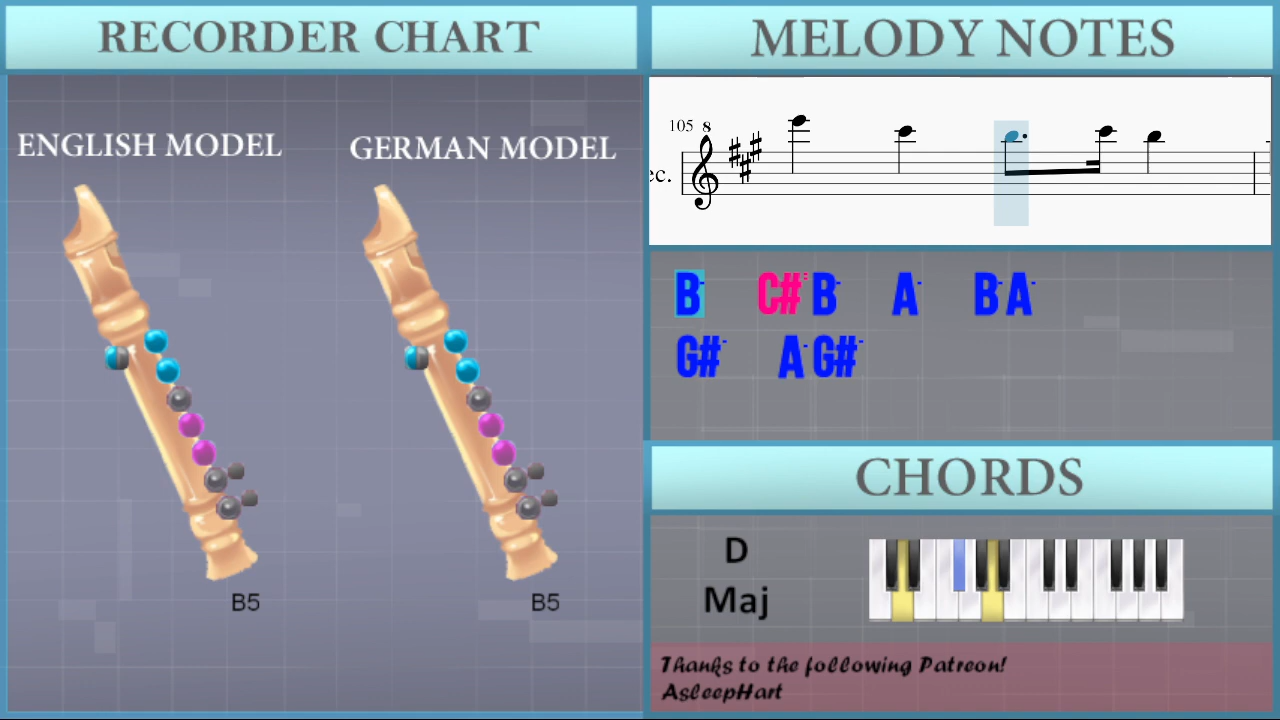 RECORDER CHART
MELODY NOTES
ENGLISH MODEL
GERMAN MODEL
105 8
ec.
B- C#= B- A- B- A-
G#- A- G#-
CHORDS
D
Maj
B5
B5
Thanks to the following Patreon!
AsleepHart